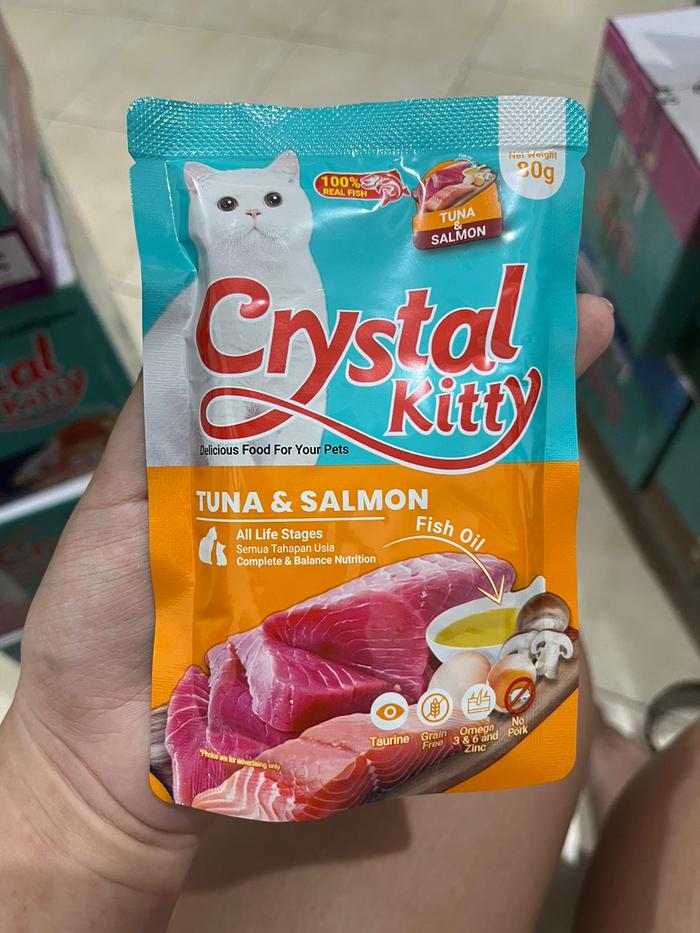 Net Weight
80g
100%
REAL FISH
TUNA
&
SALMON
Crystal
Kitty
Delicious Food For Your Pets
TUNA & SALMON
All Life Stages
Semua Tahapan Usia
Complete & Balance Nutrition
Fish Oil
Taurine
Grain
Free
Omega
3 & 6 and
Zinc
No
Pork
*Photos are for advertising only
al
Kitty